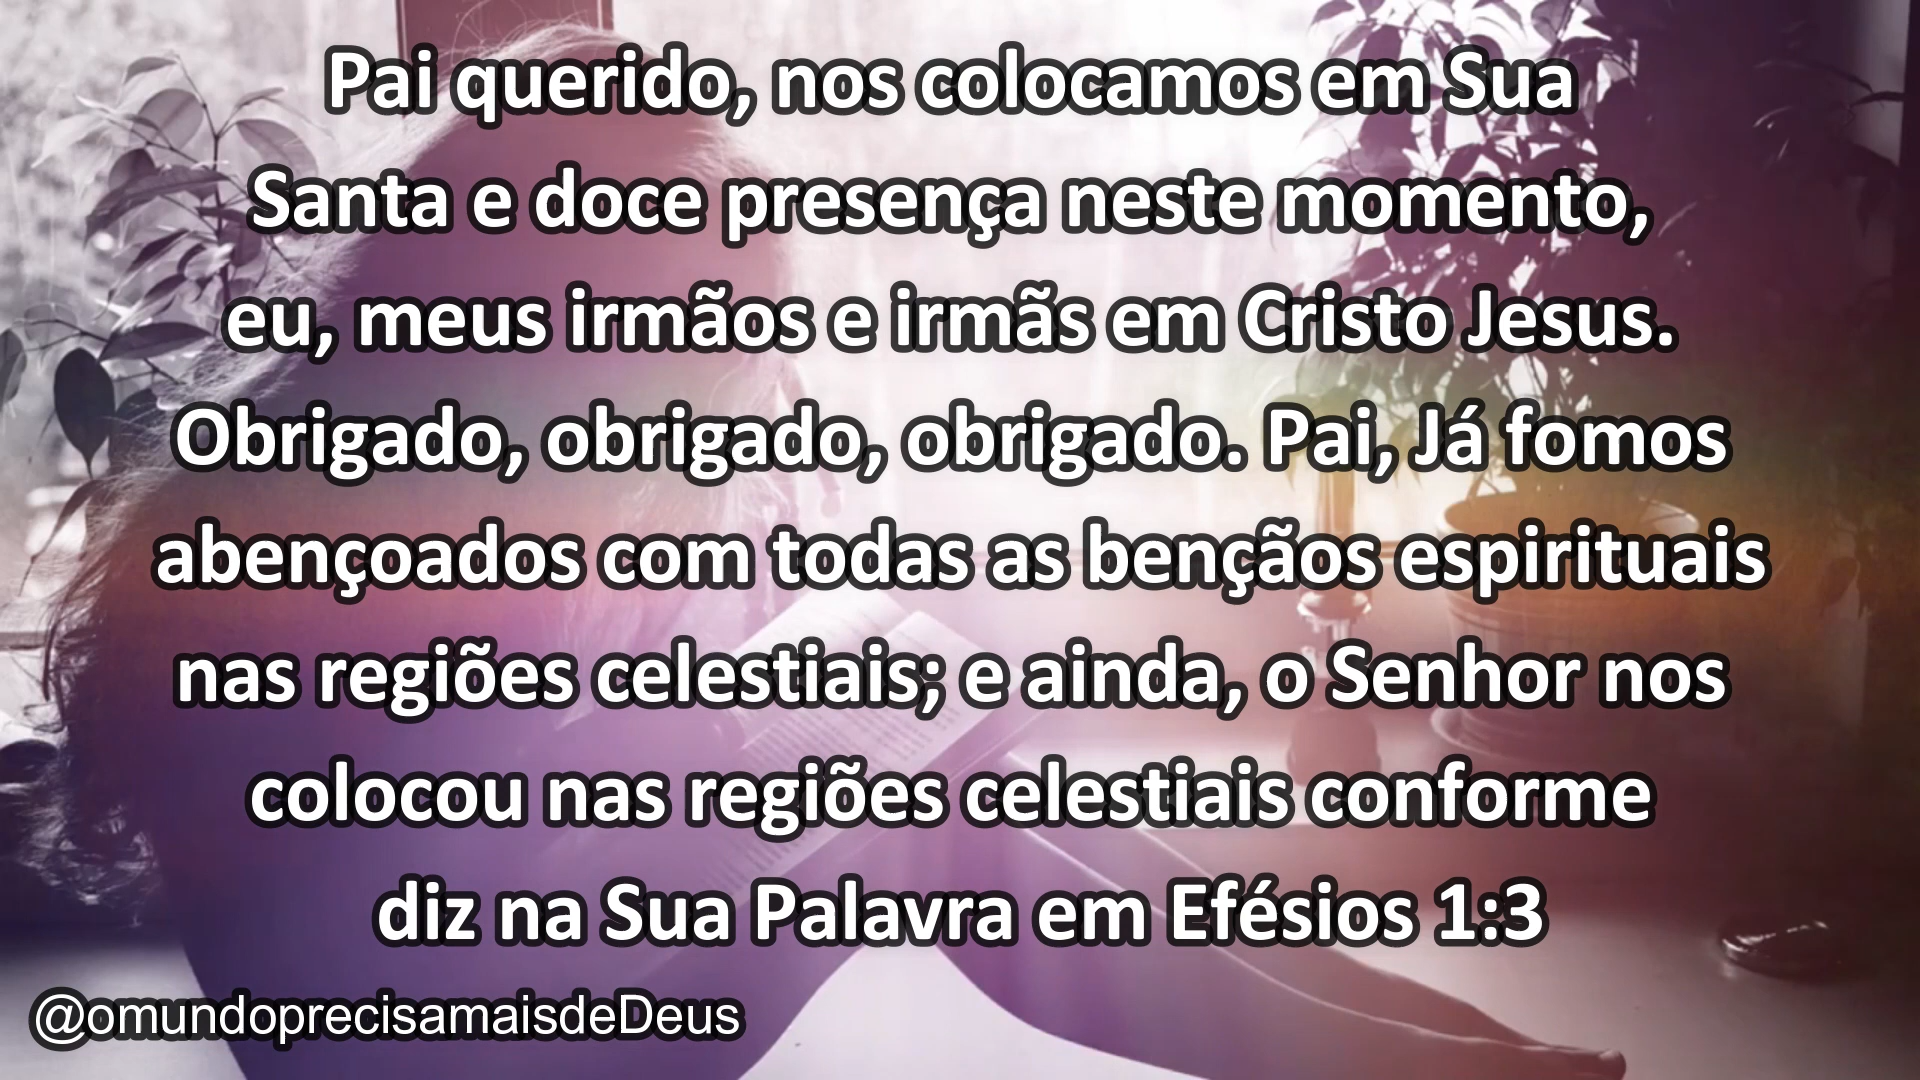 Pai querido, nos colocamos em Sua
Santa e doce presença neste momento,
eu, meus irmãos e irmãs em Cristo Jesus.
Obrigado, obrigado, obrigado. Pai, Já fomos
abençoados com todas as bençãos espirituais
nas regiões celestiais; e ainda, o Senhor nos
colocou nas regiões celestiais conforme
diz na Sua Palavra em Efésios 1:3
@omundoprecisamaisdeDeus